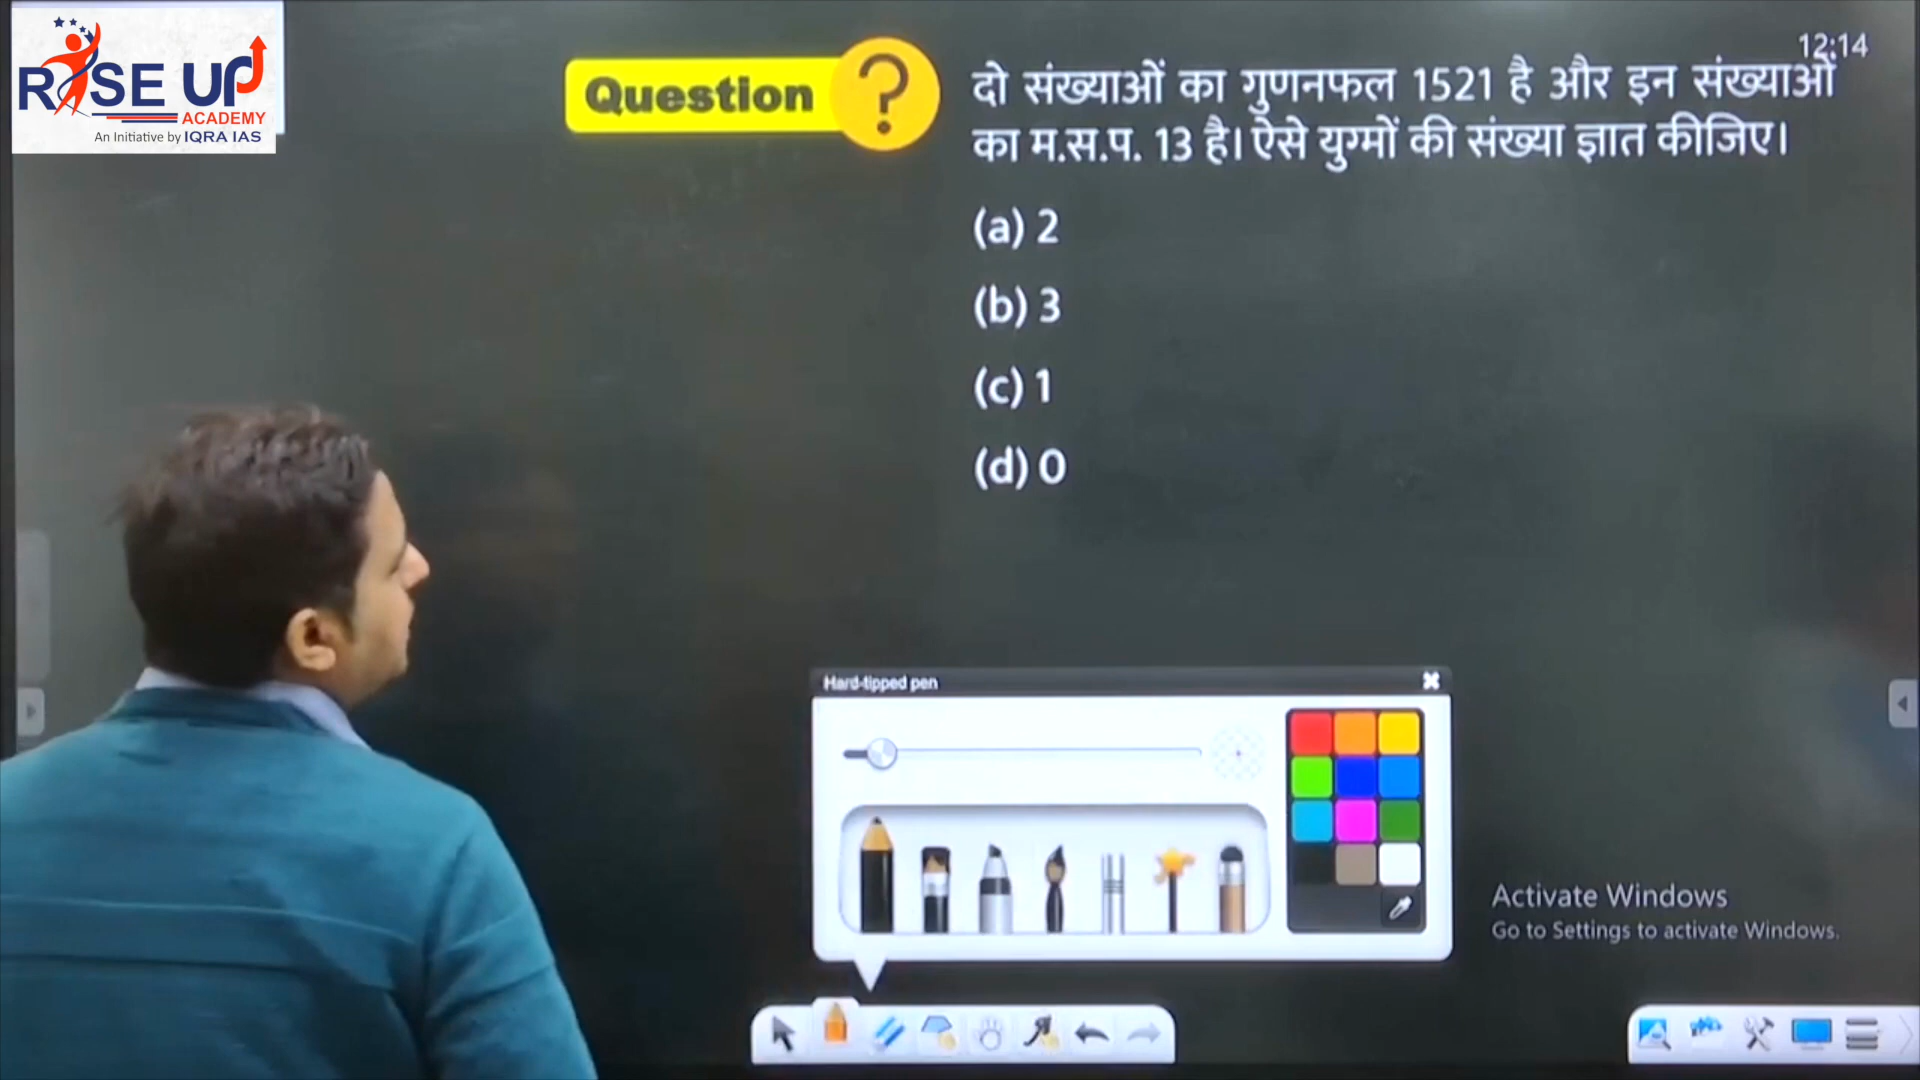 RISE UP
ACADEMY
An Initiative by IQRA IAS
12:14
Question ?
दो संख्याओं का गुणनफल 1521 है और इन संख्याओं
का म.स.प. 13 है। ऐसे युग्मों की संख्या ज्ञात कीजिए।
(a) 2
(b) 3
(c) 1
(d) 0
Hard-tipped pen
Activate Windows
Go to Settings to activate Windows.